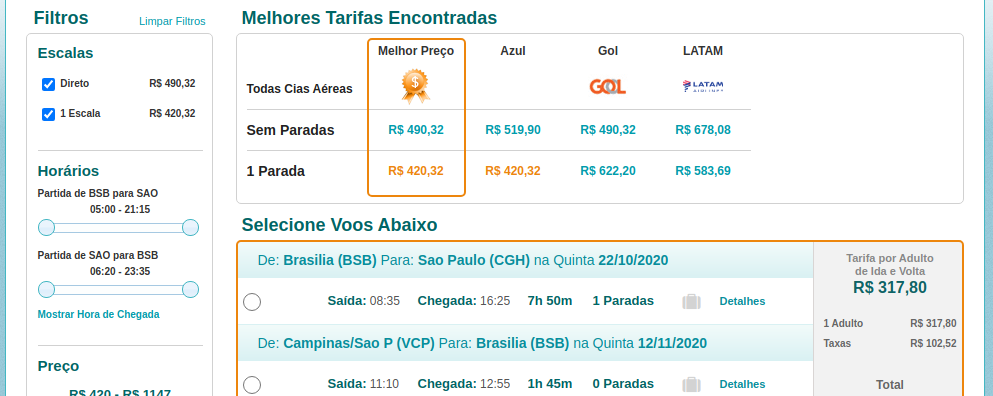 Filtros
Limpar Filtros
Escalas
Direto R$ 490,32
1 Escala R$ 420,32
Horários
Partida de BSB para SAO
05:00 - 21:15
Partida de SAO para BSB
06:20 - 23:35
Mostrar Hora de Chegada
Preço
R$ 420 - R$ 1147
Melhores Tarifas Encontradas
Melhor Preço Azul Gol LATAM
Todas Cias Aéreas $ GOL LATAM AIRLINES
Sem Paradas R$ 490,32 R$ 519,90 R$ 490,32 R$ 678,08
1 Parada R$ 420,32 R$ 420,32 R$ 622,20 R$ 583,69
Selecione Voos Abaixo
De: Brasilia (BSB) Para: Sao Paulo (CGH) na Quinta 22/10/2020
Saída: 08:35 Chegada: 16:25 7h 50m 1 Paradas Detalhes
De: Campinas/Sao P (VCP) Para: Brasilia (BSB) na Quinta 12/11/2020
Saída: 11:10 Chegada: 12:55 1h 45m 0 Paradas Detalhes
Tarifa por Adulto
de Ida e Volta
R$ 317,80
1 Adulto R$ 317,80
Taxas R$ 102,52
Total